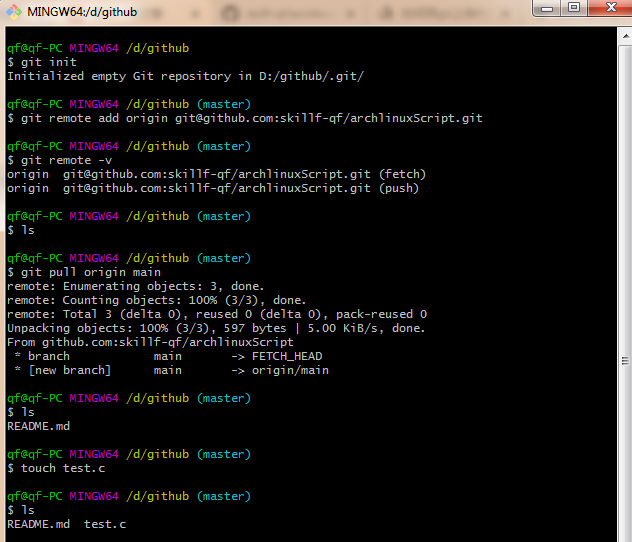 MINGW64:/d/github
qf@qf-PC MINGW64 /d/github
$ git init
Initialized empty Git repository in D:/github/.git/
qf@qf-PC MINGW64 /d/github (master)
$ git remote add origin git@github.com:skillf-qf/archlinuxScript.git
qf@qf-PC MINGW64 /d/github (master)
$ git remote -v
origin  git@github.com:skillf-qf/archlinuxScript.git (fetch)
origin  git@github.com:skillf-qf/archlinuxScript.git (push)
qf@qf-PC MINGW64 /d/github (master)
$ ls
qf@qf-PC MINGW64 /d/github (master)
$ git pull origin main
remote: Enumerating objects: 3, done.
remote: Counting objects: 100% (3/3), done.
remote: Total 3 (delta 0), reused 0 (delta 0), pack-reused 0
Unpacking objects: 100% (3/3), 597 bytes | 5.00 KiB/s, done.
From github.com:skillf-qf/archlinuxScript
 * branch            main       -> FETCH_HEAD
 * [new branch]      main       -> origin/main
qf@qf-PC MINGW64 /d/github (master)
$ ls
README.md
qf@qf-PC MINGW64 /d/github (master)
$ touch test.c
qf@qf-PC MINGW64 /d/github (master)
$ ls
README.md  test.c